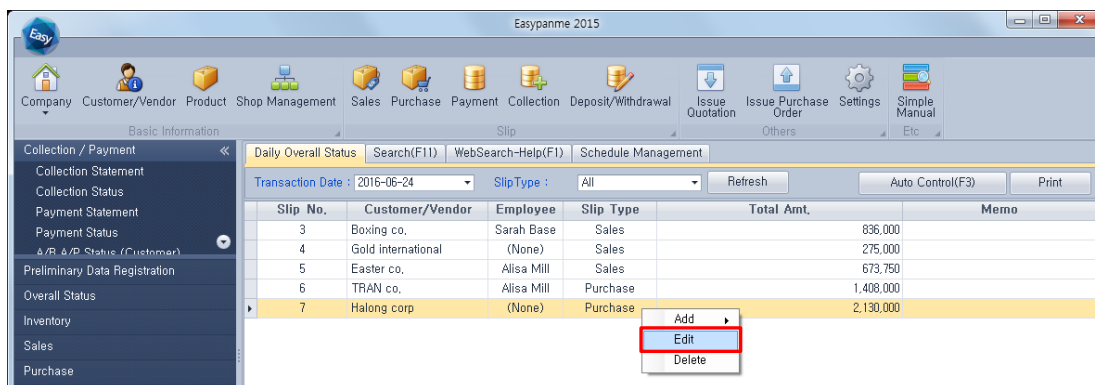 Easypanme 2015
Easy
Company Customer/Vendor Product Shop Management Sales Purchase Payment Collection Deposit/Withdrawal Issue Quotation Issue Purchase Order Settings Simple Manual
Basic Information Slip Others Etc
Collection / Payment
Collection Statement
Collection Status
Payment Statement
Payment Status
A/R A/P Status (Customer)
Preliminary Data Registration
Overall Status
Inventory
Sales
Purchase
Daily Overall Status Search(F11) WebSearch-Help(F1) Schedule Management
Transaction Date : 2016-06-24 SlipType : All Refresh Auto Control(F3) Print
Slip No. Customer/Vendor Employee Slip Type Total Amt. Memo
3 Boxing co. Sarah Base Sales 836,000
4 Gold international (None) Sales 275,000
5 Easter co. Alisa Mill Sales 673,750
6 TRAN co. Alisa Mill Purchase 1,408,000
7 Halong corp (None) Purchase 2,130,000
Add
Edit
Delete